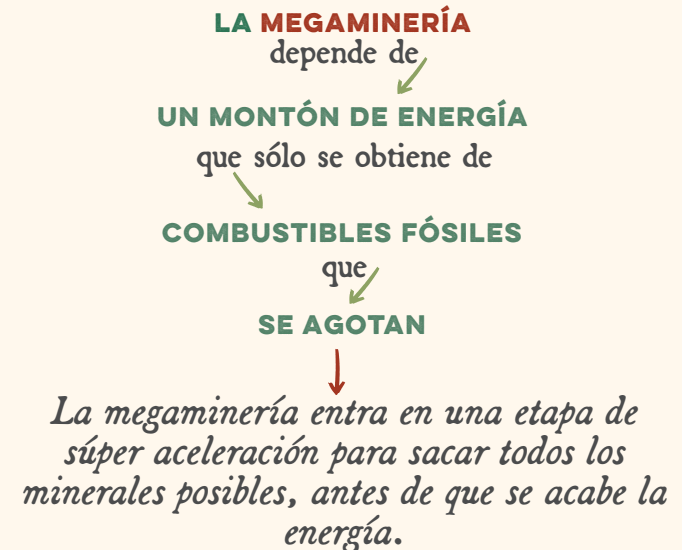 LA MEGAMINERÍA
depende de
UN MONTÓN DE ENERGÍA
que sólo se obtiene de
COMBUSTIBLES FÓSILES
que
SE AGOTAN
La megaminería entra en una etapa de
súper aceleración para sacar todos los
minerales posibles, antes de que se acabe la
energía.